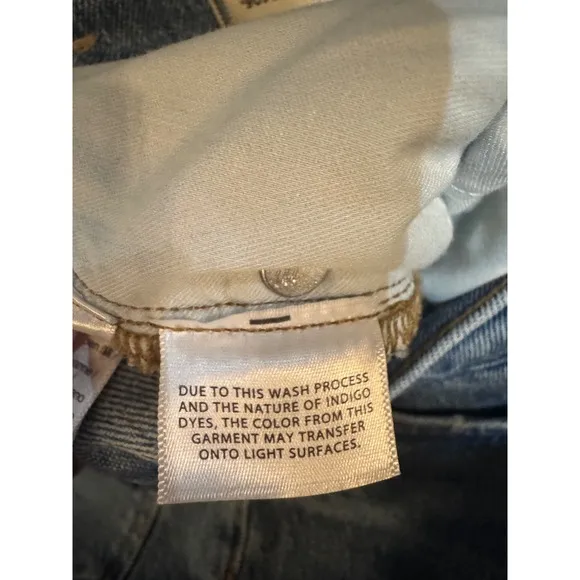 DUE TO THIS WASH PROCESS
AND THE NATURE OF INDIGO
DYES, THE COLOR FROM THIS
GARMENT MAY TRANSFER
ONTO LIGHT SURFACES.